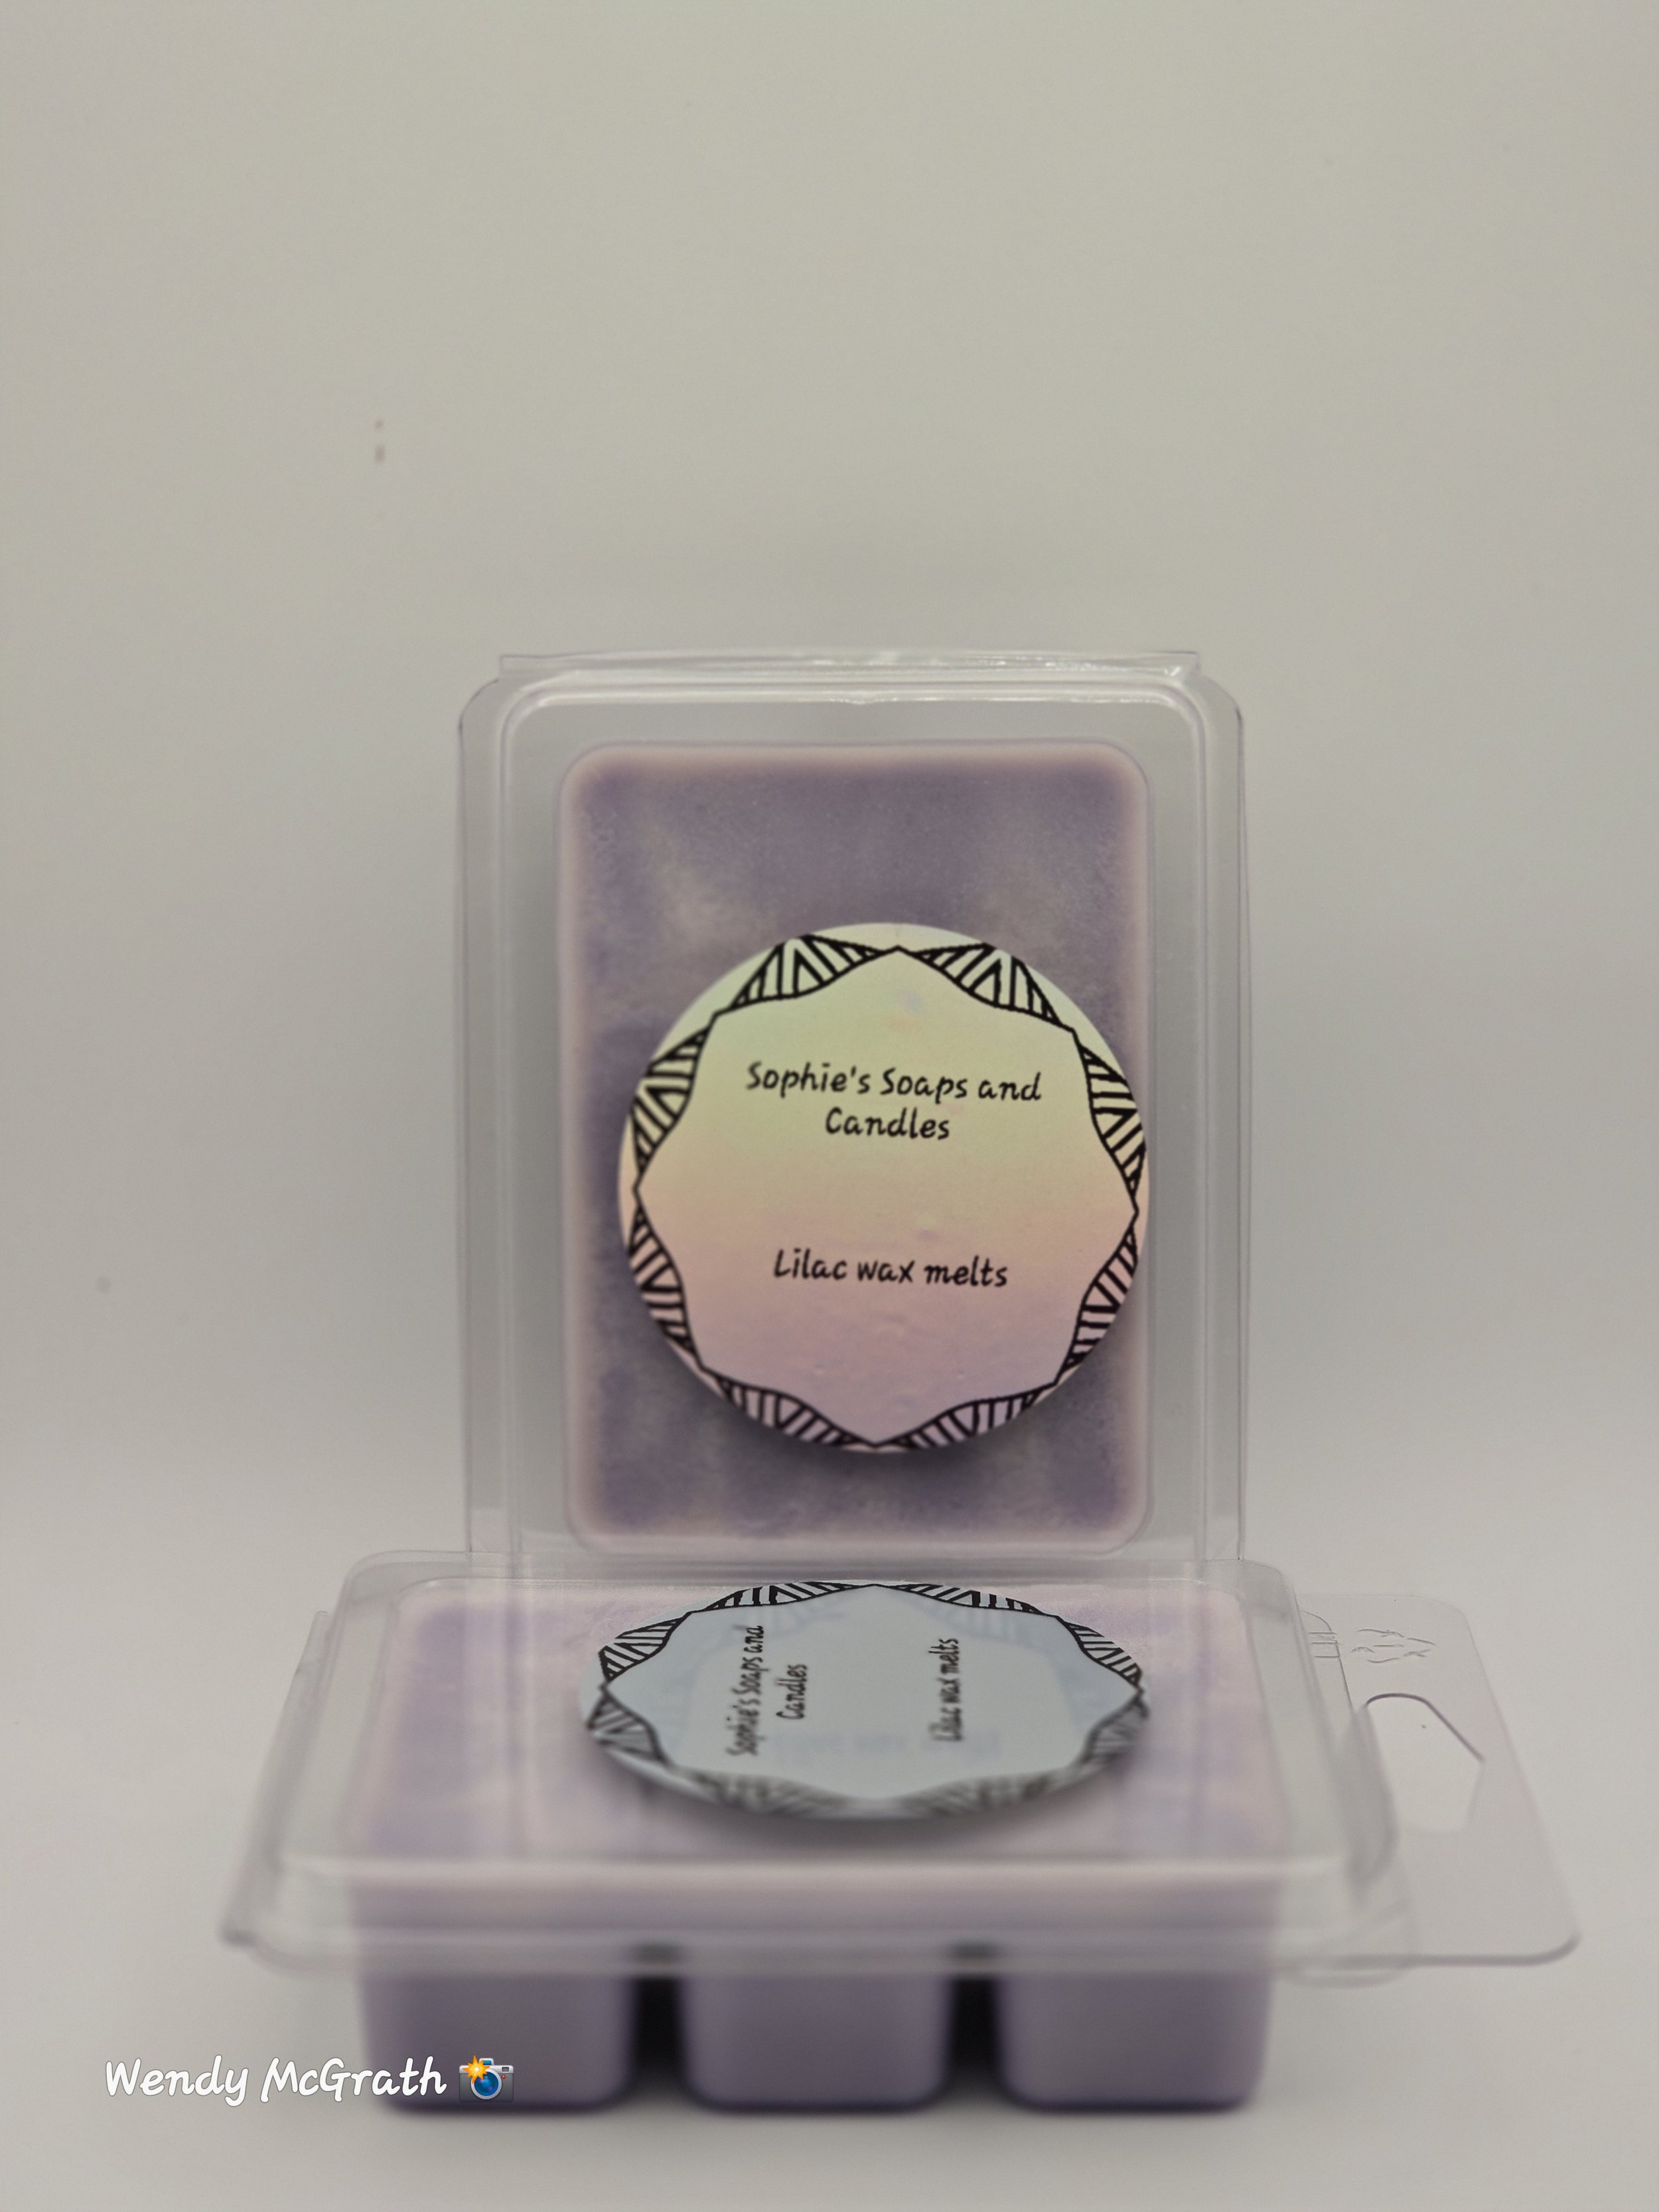 Sophie's Soaps and
Candles
Lilac wax melts
Sophie's Soaps and
Candles
Lilac wax melts
Wendy McGrath